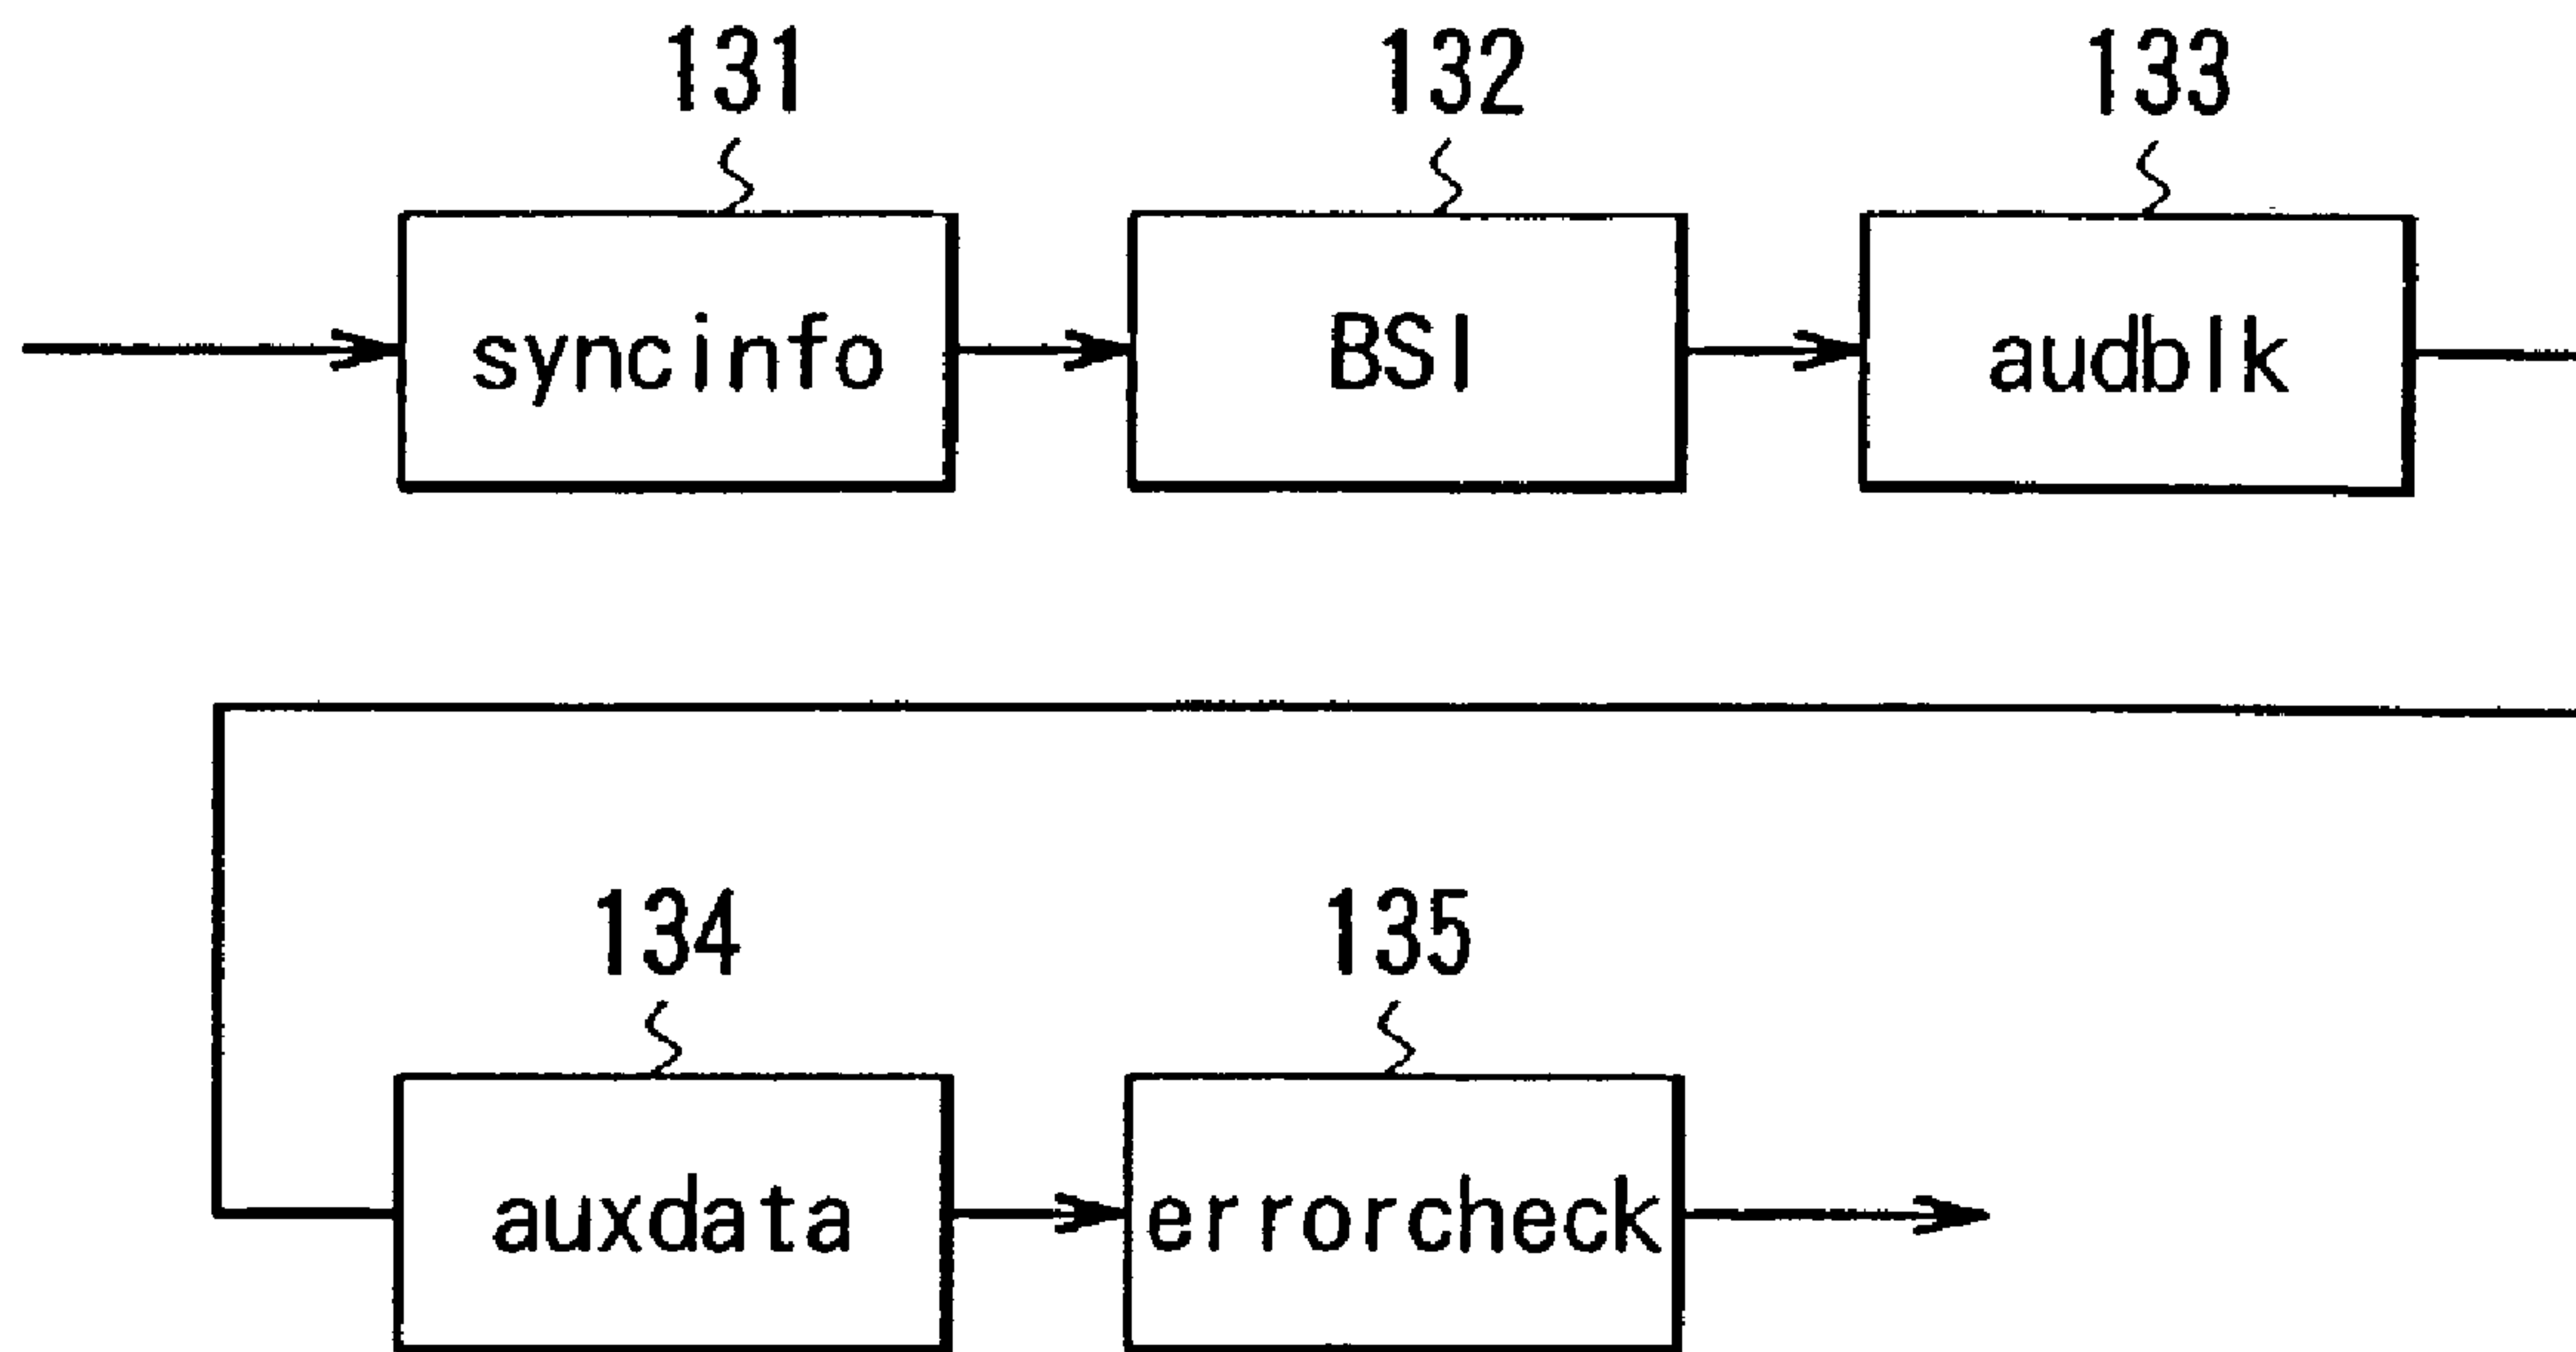 131 132 133
syncinfo BSI audblk
134 135
auxdata errorcheck